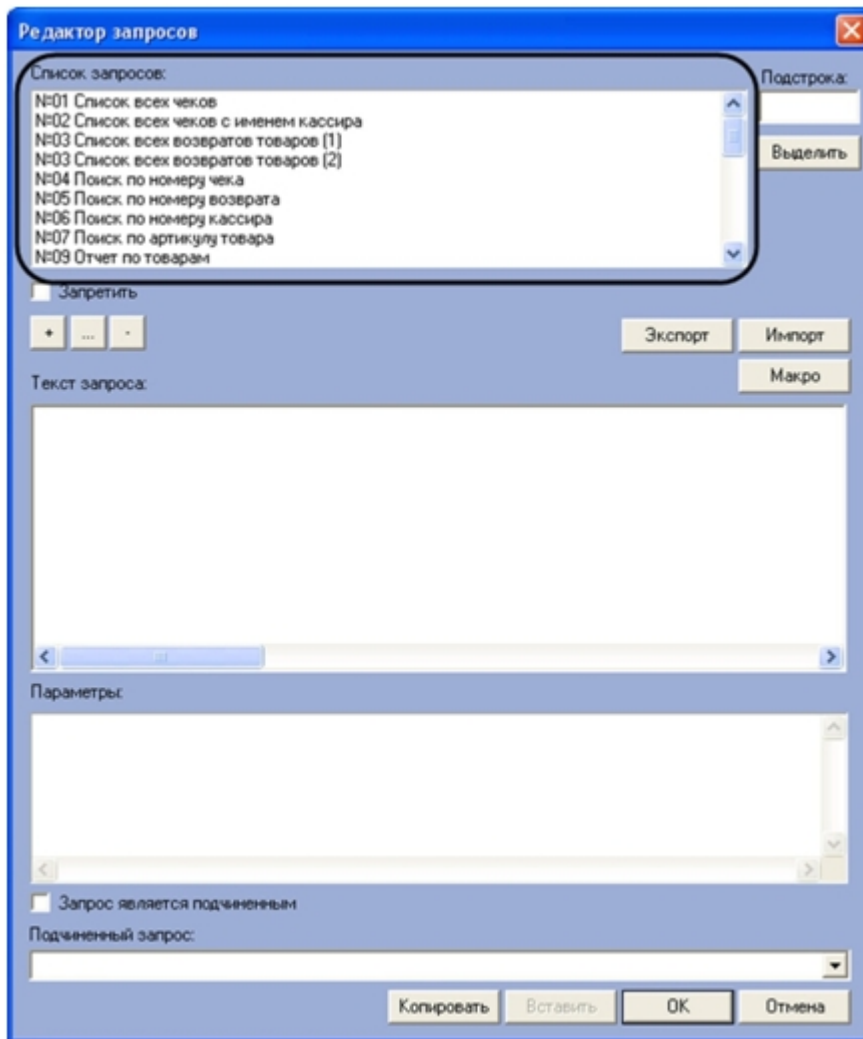 Редактор запросов
Список запросов:
Подстрока:
№01 Список всех чеков
№02 Список всех чеков с именем кассира
№03 Список всех возвратов товаров (1)
№03 Список всех возвратов товаров (2)
№04 Поиск по номеру чека
№05 Поиск по номеру возврата
№06 Поиск по номеру кассира
№07 Поиск по артикулу товара
№09 Отчет по товарам
Выделить
Запретить
+ ... -
Экспорт Импорт
Макро
Текст запроса:
Параметры:
Запрос является подчиненным
Подчиненный запрос:
Копировать Вставить OK Отмена